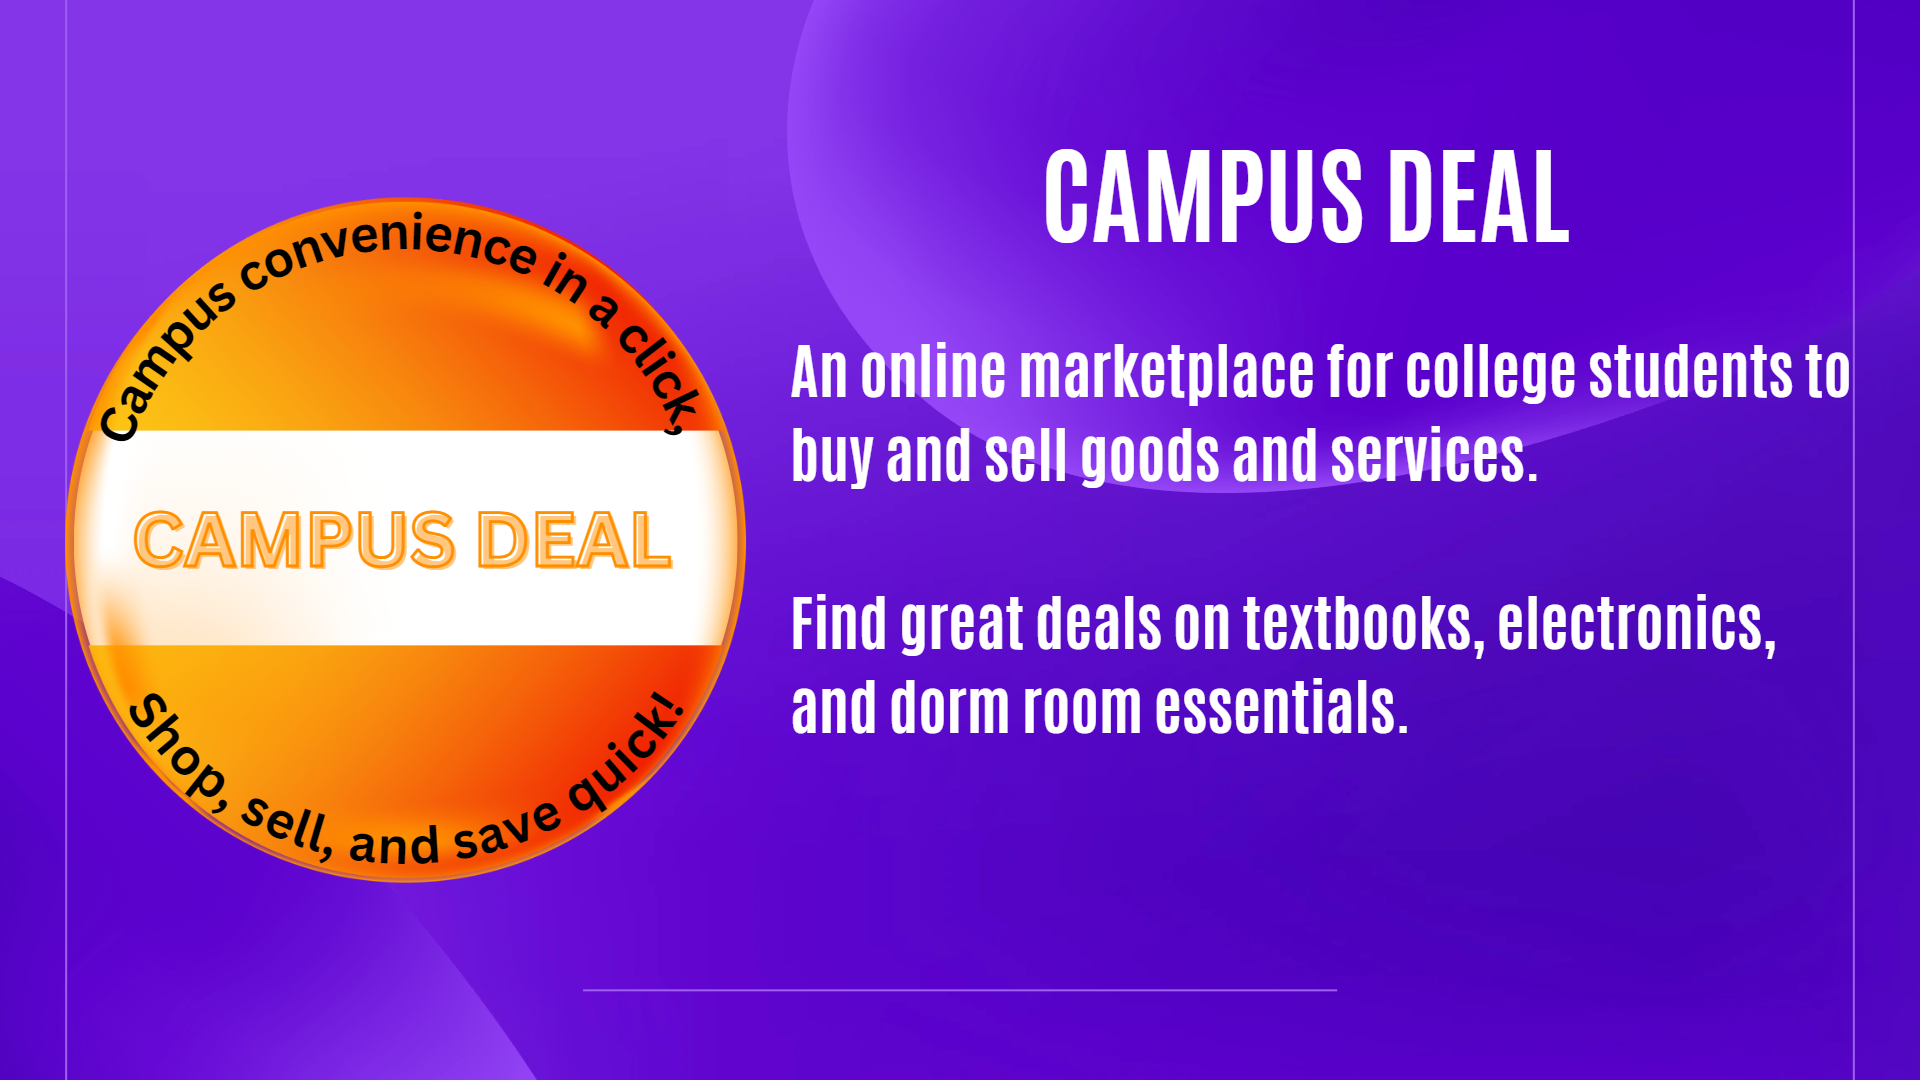 Campus convenience in a click,
CAMPUS DEAL
Shop, sell, and save quick!
CAMPUS DEAL
An online marketplace for college students to
buy and sell goods and services.
Find great deals on textbooks, electronics,
and dorm room essentials.